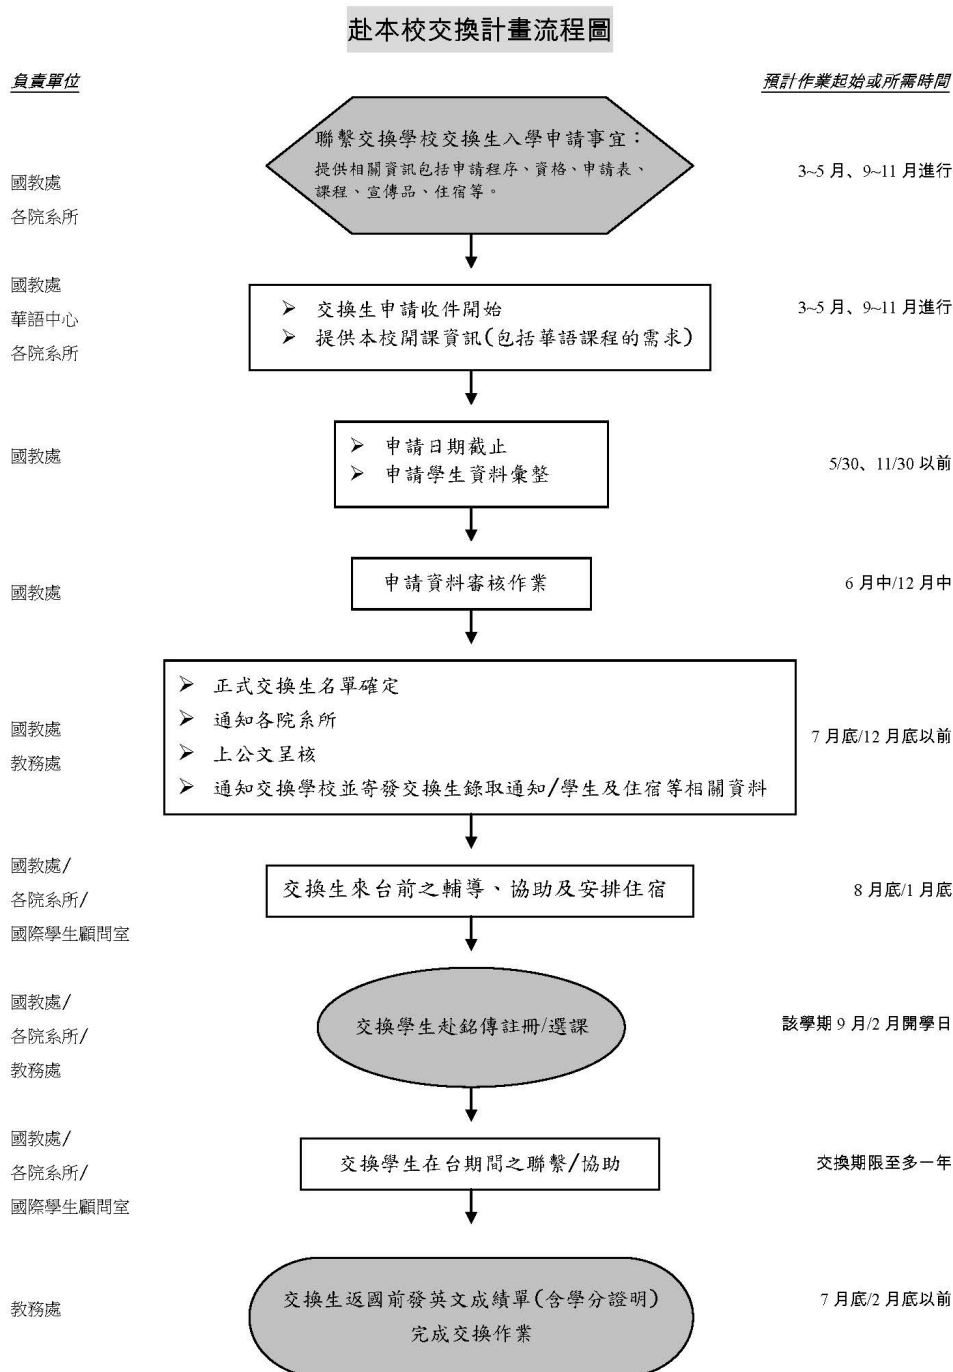 赴本校交換計畫流程圖
負責單位
預計作業起始或所需時間
國教處
各院系所
聯繫交換學校交換生入學申請事宜：
提供相關資訊包括申請程序、資格、申請表、
課程、宣傳品、住宿等。
3~5 月、9~11 月進行
國教處
華語中心
各院系所
➢ 交換生申請收件開始
➢ 提供本校開課資訊(包括華語課程的需求)
3~5 月、9~11 月進行
國教處
➢ 申請日期截止
➢ 申請學生資料彙整
5/30、11/30 以前
國教處
申請資料審核作業
6 月中/12 月中
國教處
教務處
➢ 正式交換生名單確定
➢ 通知各院系所
➢ 上公文呈核
➢ 通知交換學校並寄發交換生錄取通知/學生及住宿等相關資料
7 月底/12 月底以前
國教處/
各院系所/
國際學生顧問室
交換生來台前之輔導、協助及安排住宿
8 月底/1 月底
國教處/
各院系所/
教務處
交換學生赴銘傳註冊/選課
該學期 9 月/2 月開學日
國教處/
各院系所/
國際學生顧問室
交換學生在台期間之聯繫/協助
交換期限至多一年
教務處
交換生返國前發英文成績單(含學分證明)
完成交換作業
7 月底/2 月底以前